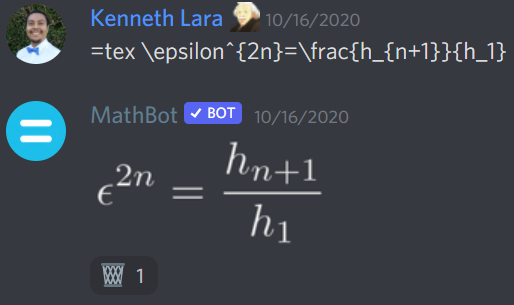 Kenneth Lara 10/16/2020
=tex \epsilon^{2n}=\frac{h_{n+1}}{h_1}
MathBot ✓ BOT 10/16/2020
ϵ^{2n} = \frac{h_{n+1}}{h_1}
1